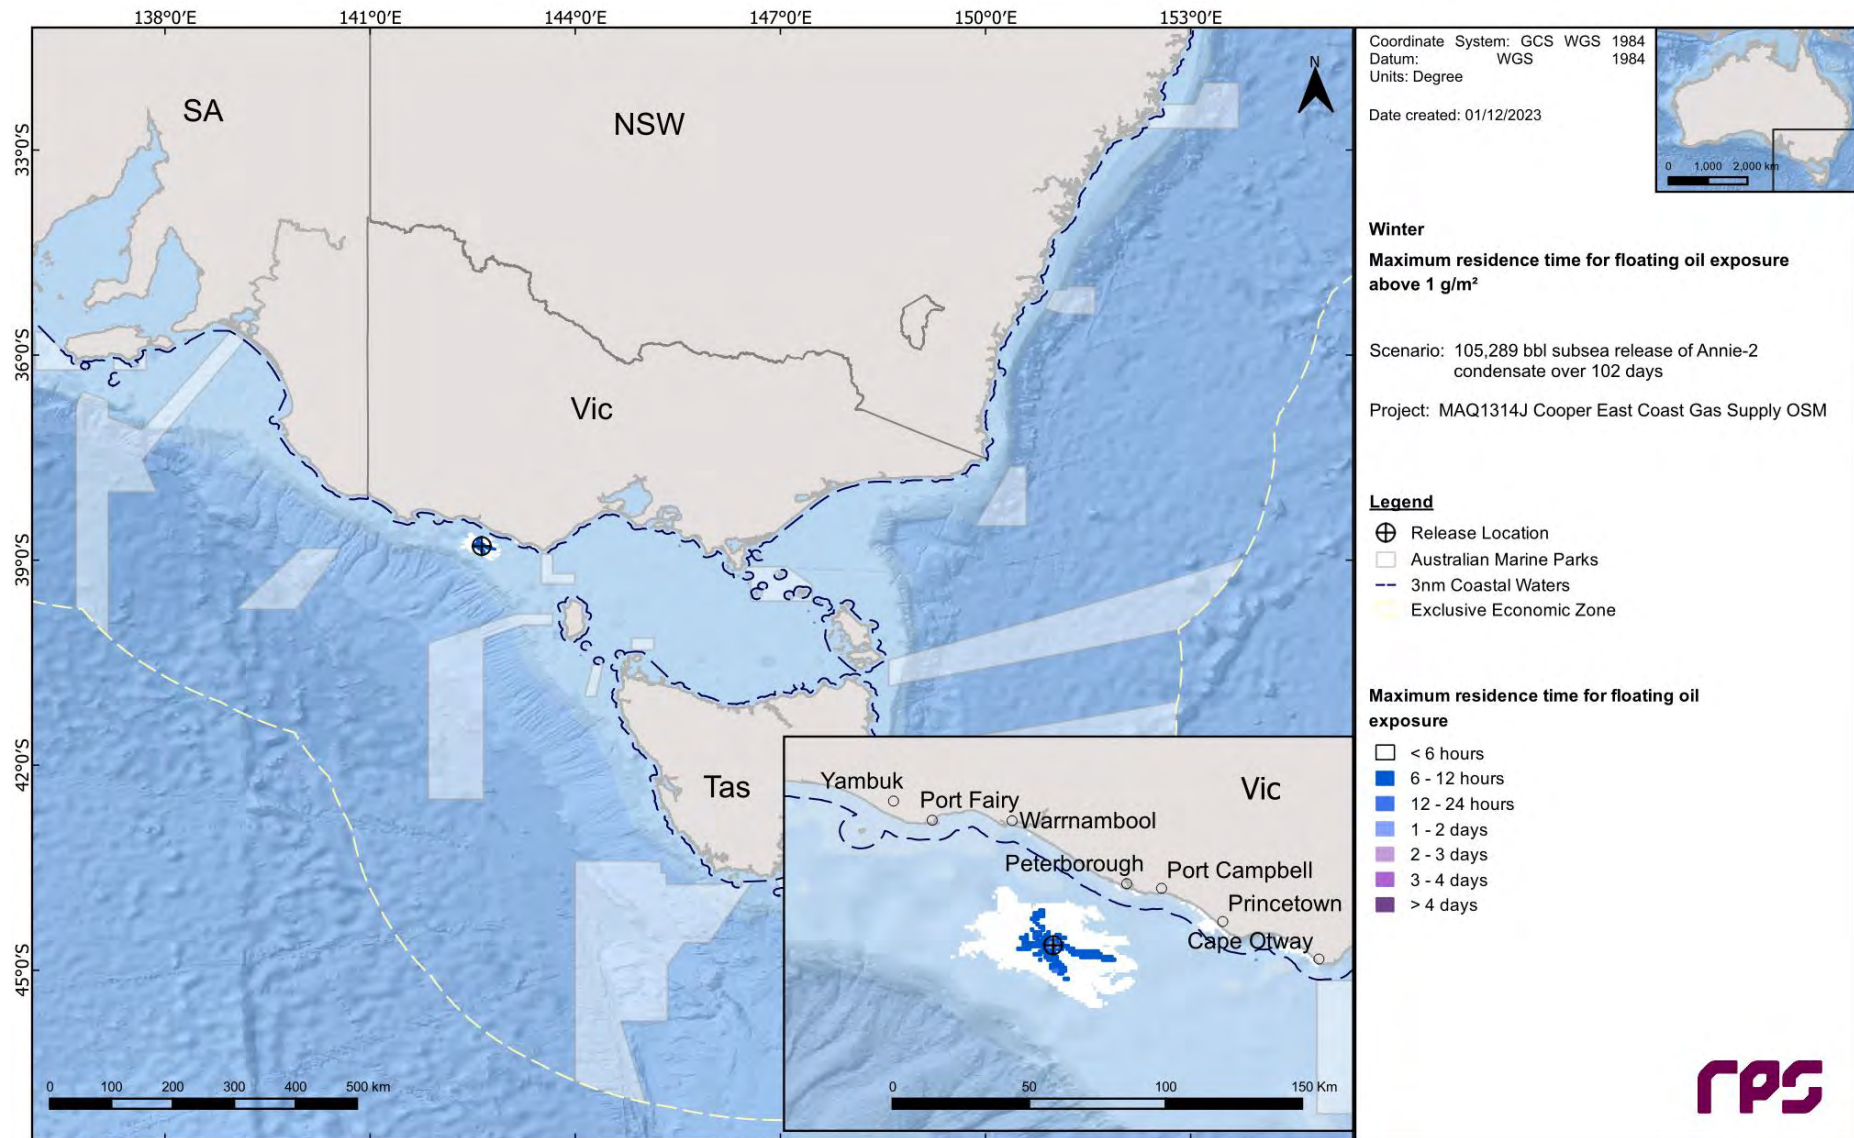 138°0'E 141°0'E 144°0'E 147°0'E 150°0'E 153°0'E
33°0'S
36°0'S
39°0'S
42°0'S
45°0'S
SA
NSW
Vic
Tas
N
0 100 200 300 400 500 km
Vic
Yambuk
Port Fairy
Warrnambool
Peterborough
Port Campbell
Princetown
Cape Otway
0 50 100 150 Km
Coordinate System: GCS WGS 1984
Datum: WGS 1984
Units: Degree
Date created: 01/12/2023
0 1,000 2,000 km
Winter
Maximum residence time for floating oil exposure
above 1 g/m²
Scenario: 105,289 bbl subsea release of Annie-2
condensate over 102 days
Project: MAQ1314J Cooper East Coast Gas Supply OSM
Legend
Release Location
Australian Marine Parks
3nm Coastal Waters
Exclusive Economic Zone
Maximum residence time for floating oil
exposure
< 6 hours
6 - 12 hours
12 - 24 hours
1 - 2 days
2 - 3 days
3 - 4 days
> 4 days
rps